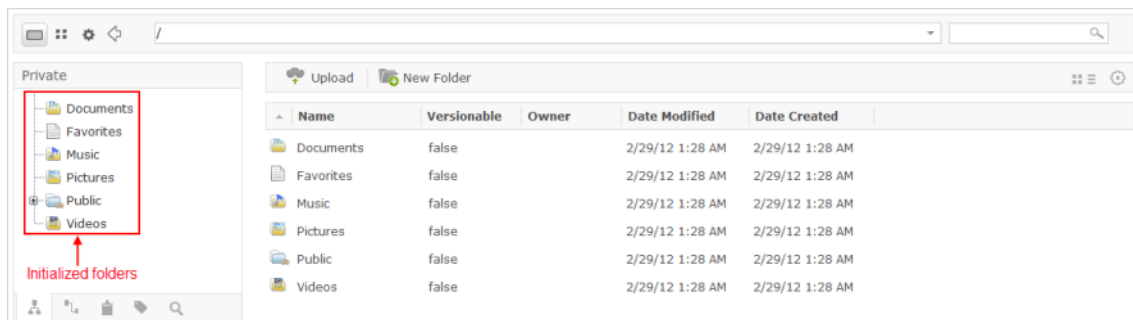 /
Private
Documents
Favorites
Music
Pictures
Public
Videos
Initialized folders
Upload New Folder
Name Versionable Owner Date Modified Date Created
Documents false 2/29/12 1:28 AM 2/29/12 1:28 AM
Favorites false 2/29/12 1:28 AM 2/29/12 1:28 AM
Music false 2/29/12 1:28 AM 2/29/12 1:28 AM
Pictures false 2/29/12 1:28 AM 2/29/12 1:28 AM
Public false 2/29/12 1:28 AM 2/29/12 1:28 AM
Videos false 2/29/12 1:28 AM 2/29/12 1:28 AM